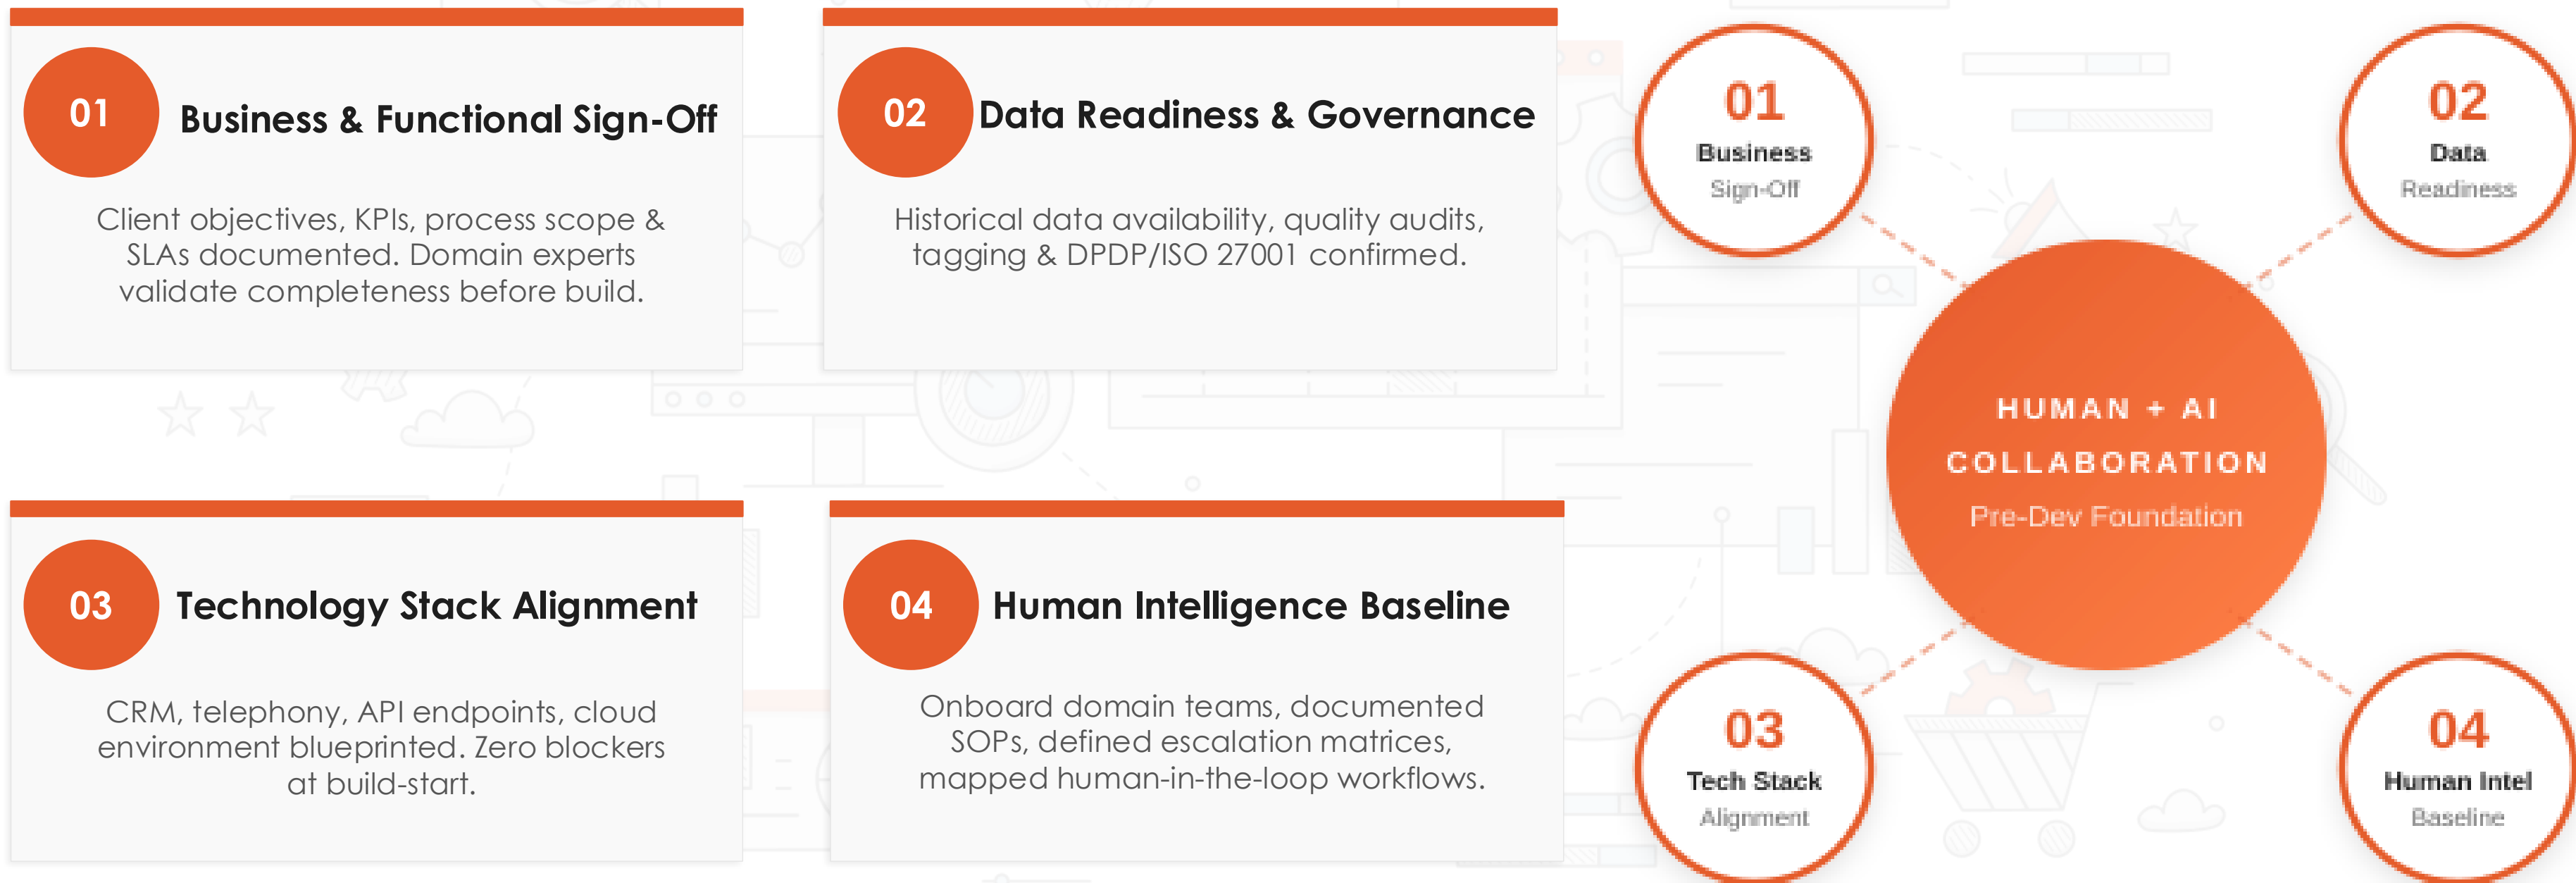 01
Business & Functional Sign-Off
Client objectives, KPIs, process scope &
SLAs documented. Domain experts
validate completeness before build.
02
Data Readiness & Governance
Historical data availability, quality audits,
tagging & DPDP/ISO 27001 confirmed.
03
Technology Stack Alignment
CRM, telephony, API endpoints, cloud
environment blueprinted. Zero blockers
at build-start.
04
Human Intelligence Baseline
Onboard domain teams, documented
SOPs, defined escalation matrices,
mapped human-in-the-loop workflows.
01
Business
Sign-Off
02
Data
Readiness
HUMAN + AI
COLLABORATION
Pre-Dev Foundation
03
Tech Stack
Alignment
04
Human Intel
Baseline